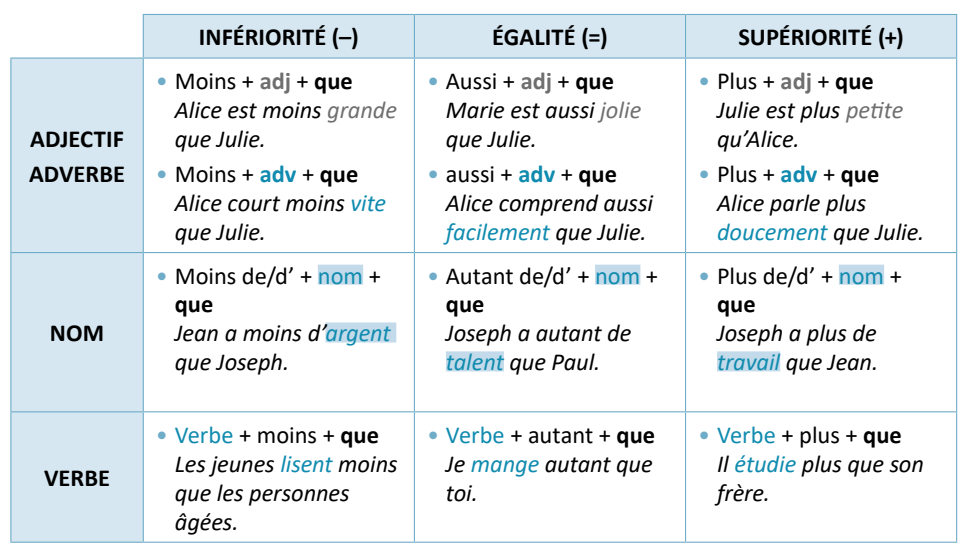 INFÉRIORITÉ (–)
ÉGALITÉ (=)
SUPÉRIORITÉ (+)
ADJECTIF
ADVERBE
• Moins + adj + que
Alice est moins grande
que Julie.
• Moins + adv + que
Alice court moins vite
que Julie.
• Aussi + adj + que
Marie est aussi jolie
que Julie.
• aussi + adv + que
Alice comprend aussi
facilement que Julie.
• Plus + adj + que
Julie est plus petite
qu’Alice.
• Plus + adv + que
Alice parle plus
doucement que Julie.
NOM
• Moins de/d’ + nom +
que
Jean a moins d’argent
que Joseph.
• Autant de/d’ + nom +
que
Joseph a autant de
talent que Paul.
• Plus de/d’ + nom +
que
Joseph a plus de
travail que Jean.
VERBE
• Verbe + moins + que
Les jeunes lisent moins
que les personnes
âgées.
• Verbe + autant + que
Je mange autant que
toi.
• Verbe + plus + que
Il étudie plus que son
frère.